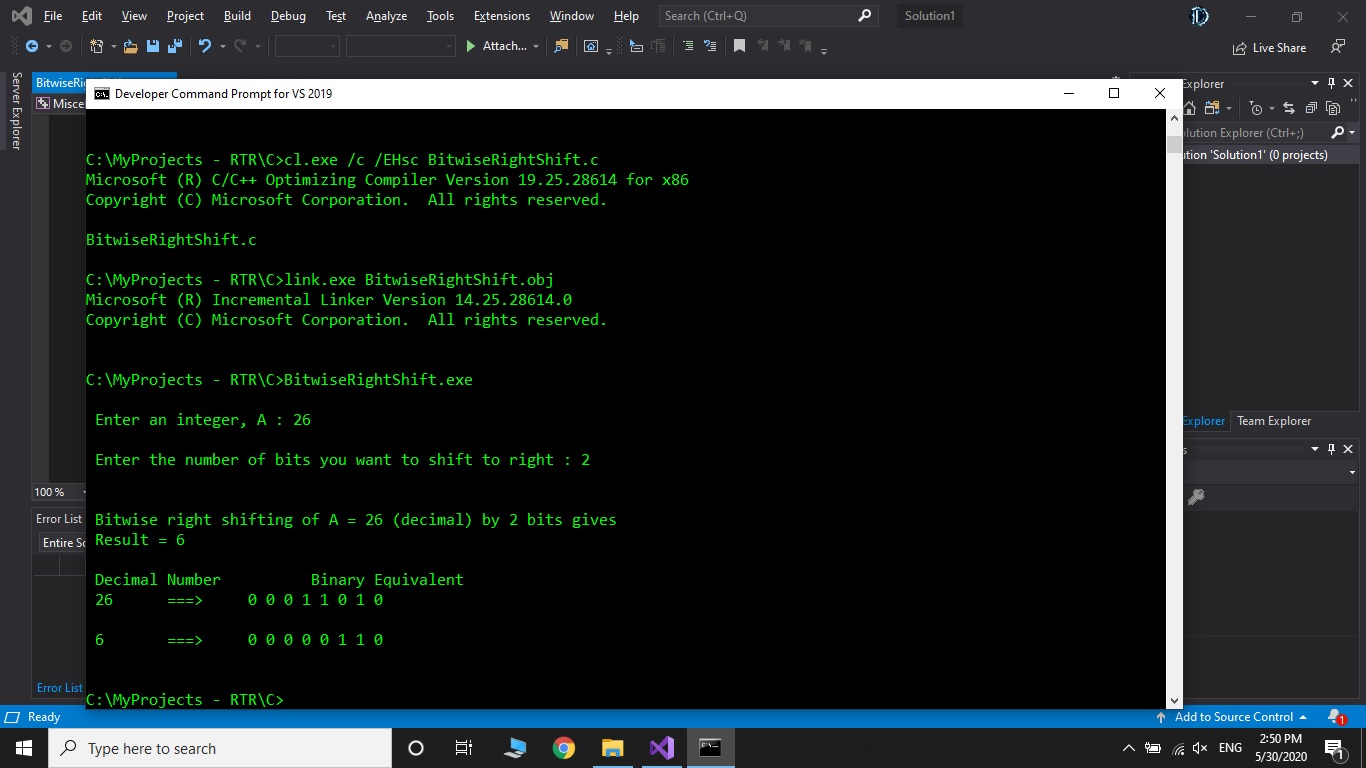 File Edit View Project Build Debug Test Analyze Tools Extensions Window Help Search (Ctrl+Q) Solution1
Attach...
Live Share
Server Explorer
Developer Command Prompt for VS 2019
Explorer
(Ctrl+;)
'Solution1' (0 projects)
C:\MyProjects - RTR\C>cl.exe /c /EHsc BitwiseRightShift.c
Microsoft (R) C/C++ Optimizing Compiler Version 19.25.28614 for x86
Copyright (C) Microsoft Corporation.  All rights reserved.
BitwiseRightShift.c
C:\MyProjects - RTR\C>link.exe BitwiseRightShift.obj
Microsoft (R) Incremental Linker Version 14.25.28614.0
Copyright (C) Microsoft Corporation.  All rights reserved.
C:\MyProjects - RTR\C>BitwiseRightShift.exe
Enter an integer, A : 26
Explorer Team Explorer
Enter the number of bits you want to shift to right : 2
100 %
Bitwise right shifting of A = 26 (decimal) by 2 bits gives
Error List
Result = 6
Entire
Decimal Number          Binary Equivalent
26      ===>     0 0 0 1 1 0 1 0
6       ===>     0 0 0 0 0 1 1 0
Error List
C:\MyProjects - RTR\C>
Ready
Add to Source Control
1
Type here to search
ENG
2:50 PM
5/30/2020
1